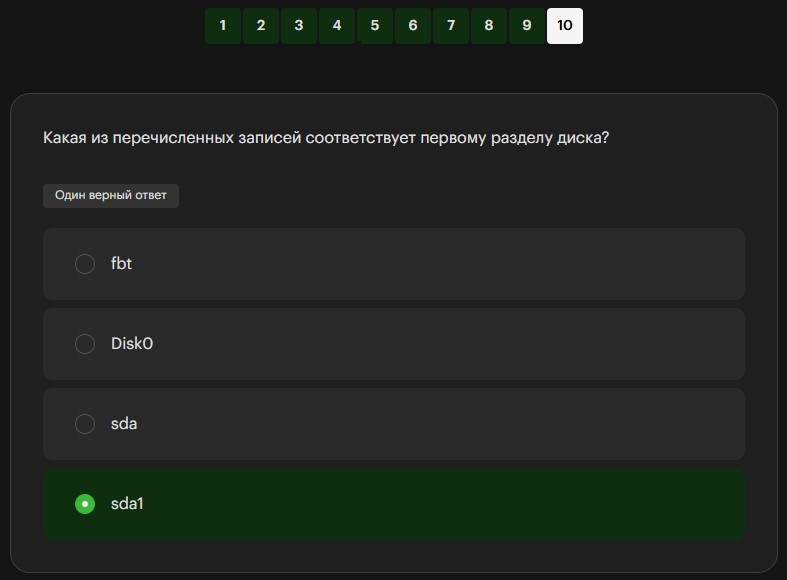 1 2 3 4 5 6 7 8 9 10
Какая из перечисленных записей соответствует первому разделу диска?
Один верный ответ
fbt
Disk0
sda
sda1